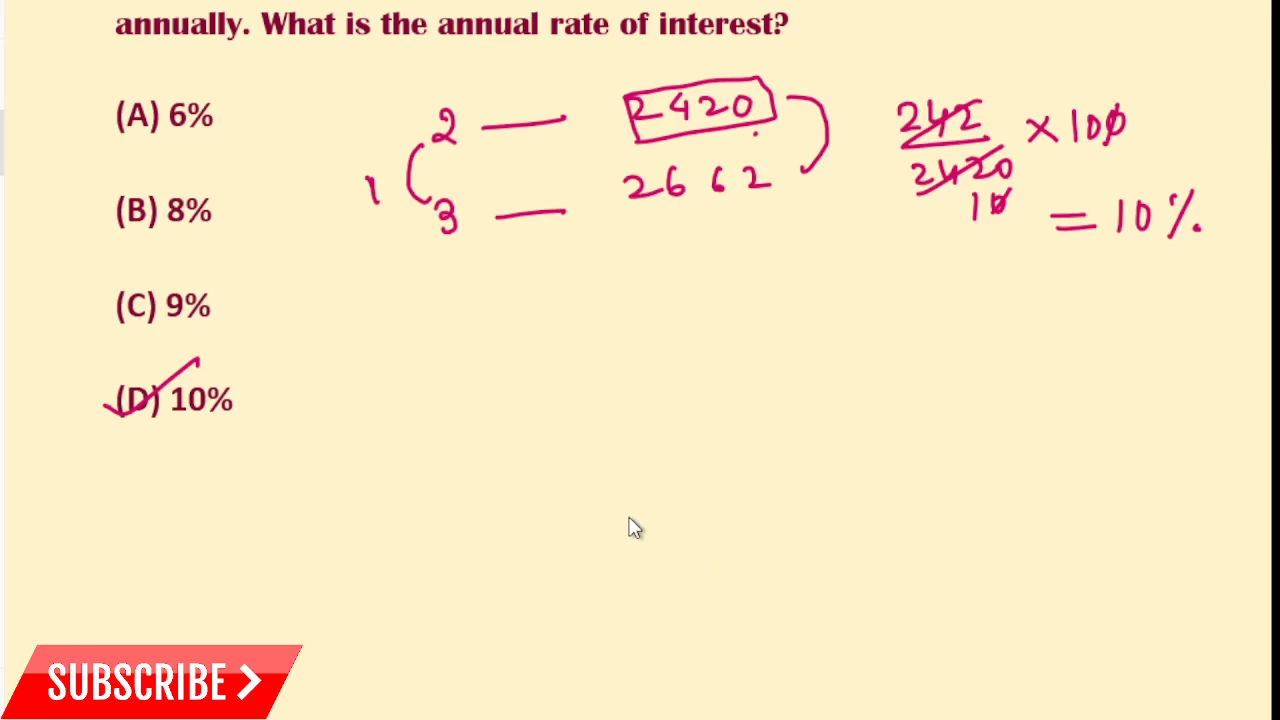 annually. What is the annual rate of interest?
(A) 6%
(B) 8%
(C) 9%
(D) 10%
2 — 2420
1
3 — 2662
242
2420
10
× 100
= 10%
SUBSCRIBE >